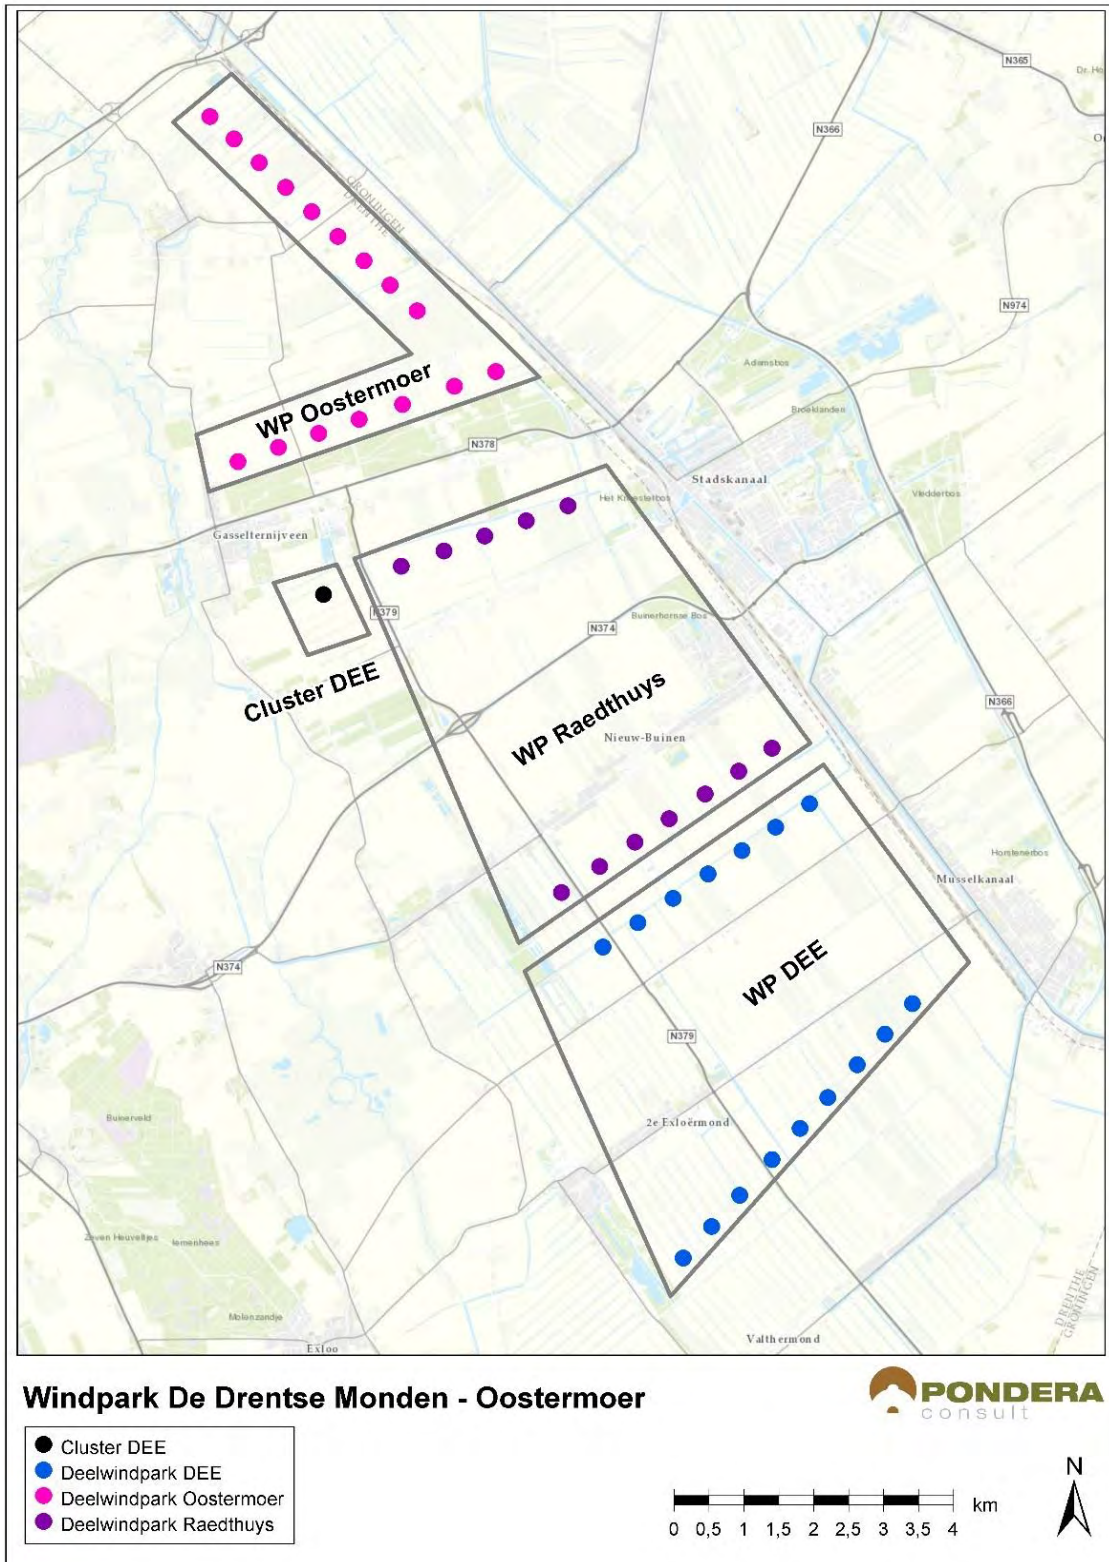 N365
Dr. Ho
N366
GRONINGEN
DRENTHE
N974
Adamsbos
WP Oostermoer
Broeklanden
N378
Stadskanaal
Vledderbos
Gasselternijveen
N379
Buinerhornse Bos
N374
Cluster DEE
WP Raedthuys
N366
Nieuw-Buinen
Horstenerbos
Musselkanaal
N374
WP DEE
N379
Buinerveld
2e Exloërmond
Zeven Heuveltjes
Iemenhees
DRENTHE
GRONINGEN
Molenzandje
Valthermond
Exloo
Windpark De Drentse Monden - Oostermoer
PONDERA
consult
Cluster DEE
Deelwindpark DEE
Deelwindpark Oostermoer
Deelwindpark Raedthuys
N
km
0 0,5 1 1,5 2 2,5 3 3,5 4